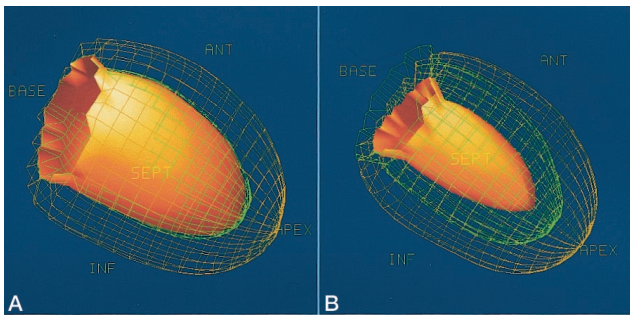 ANT
BASE
SEPT
APEX
INF
A
ANT
BASE
SEPT
APEX
INF
B